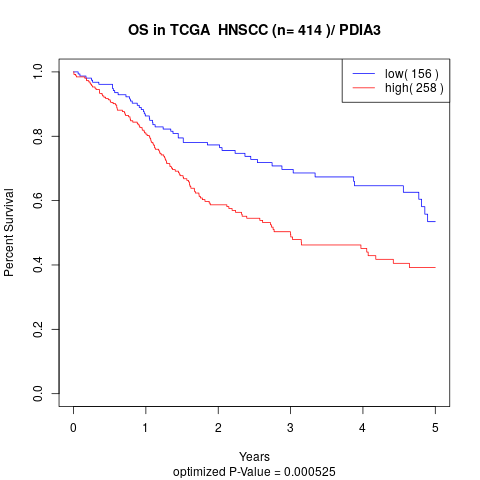 OS in TCGA  HNSCC (n= 414 )/ PDIA3
low( 156 )
high( 258 )
Percent Survival
1.0
0.8
0.6
0.4
0.2
0.0
0 1 2 3 4 5
Years
optimized P-Value = 0.000525